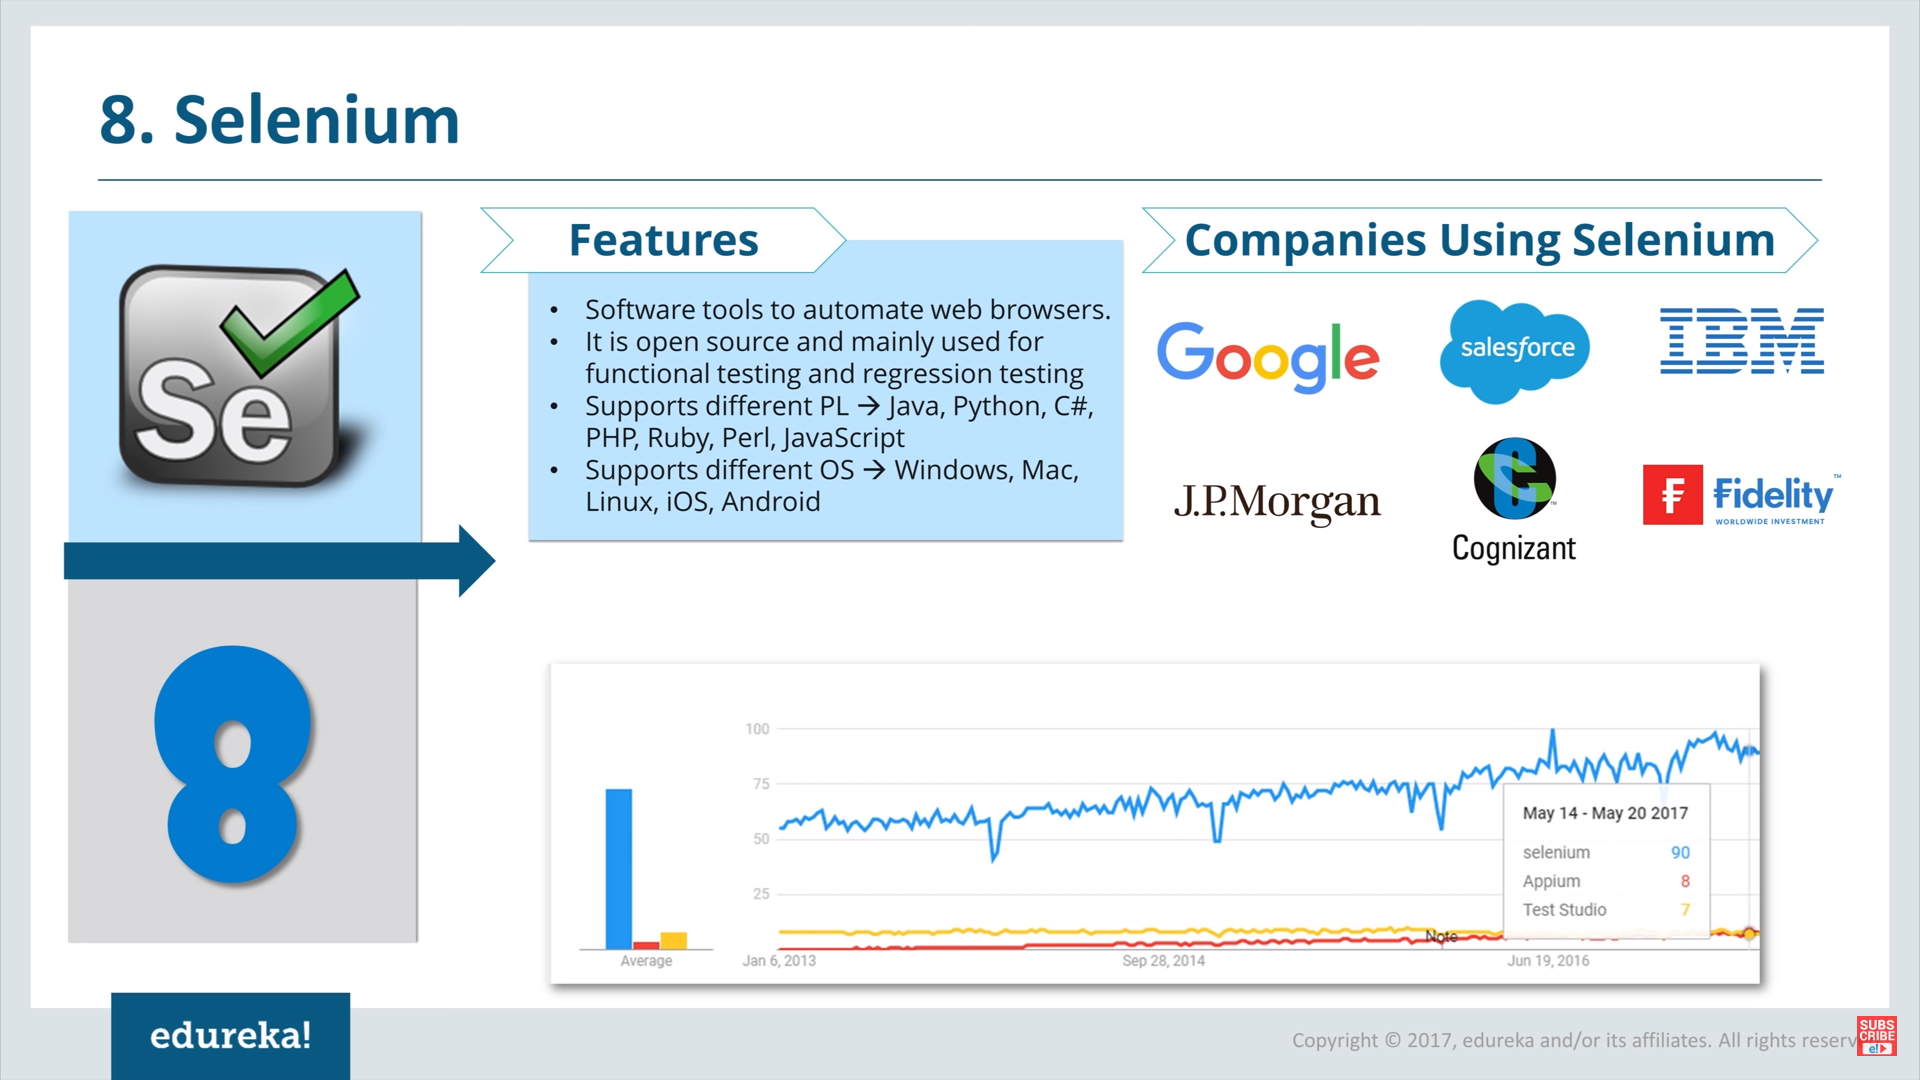 8. Selenium
Se
Features
• Software tools to automate web browsers.
• It is open source and mainly used for
functional testing and regression testing
• Supports different PL → Java, Python, C#,
PHP, Ruby, Perl, JavaScript
• Supports different OS → Windows, Mac,
Linux, iOS, Android
Companies Using Selenium
Google
salesforce
IBM
J.P.Morgan
Cognizant
Fidelity™
WORLDWIDE INVESTMENT
8
100
75
50
25
Average
Jan 6, 2013
Sep 28, 2014
Jun 19, 2016
Note
May 14 - May 20 2017
selenium 90
Appium 8
Test Studio 7
edureka!
Copyright © 2017, edureka and/or its affiliates. All rights reserv
SUBS
CRIBE
e!